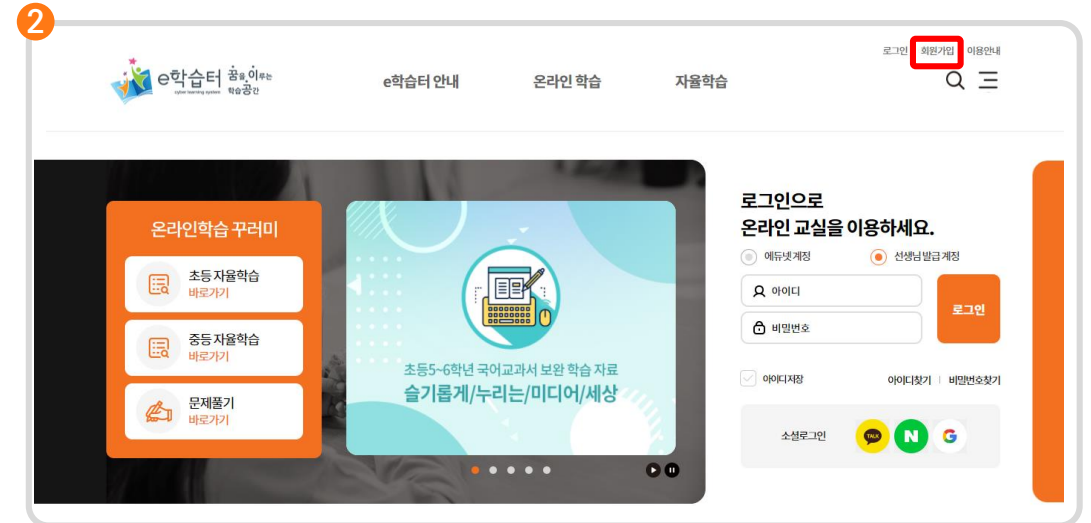 2
로그인 회원가입 이용안내
e학습터 꿈을 이루는 학습공간
cyber learning system
e학습터 안내 온라인 학습 자율학습
온라인학습 꾸러미
초등 자율학습
바로가기
중등 자율학습
바로가기
문제풀기
바로가기
초등5~6학년 국어교과서 보완 학습 자료
슬기롭게/누리는/미디어/세상
로그인으로
온라인 교실을 이용하세요.
에듀넷 계정 선생님 발급 계정
아이디
비밀번호
로그인
아이디저장 아이디찾기 | 비밀번호찾기
소셜로그인 TALK N G